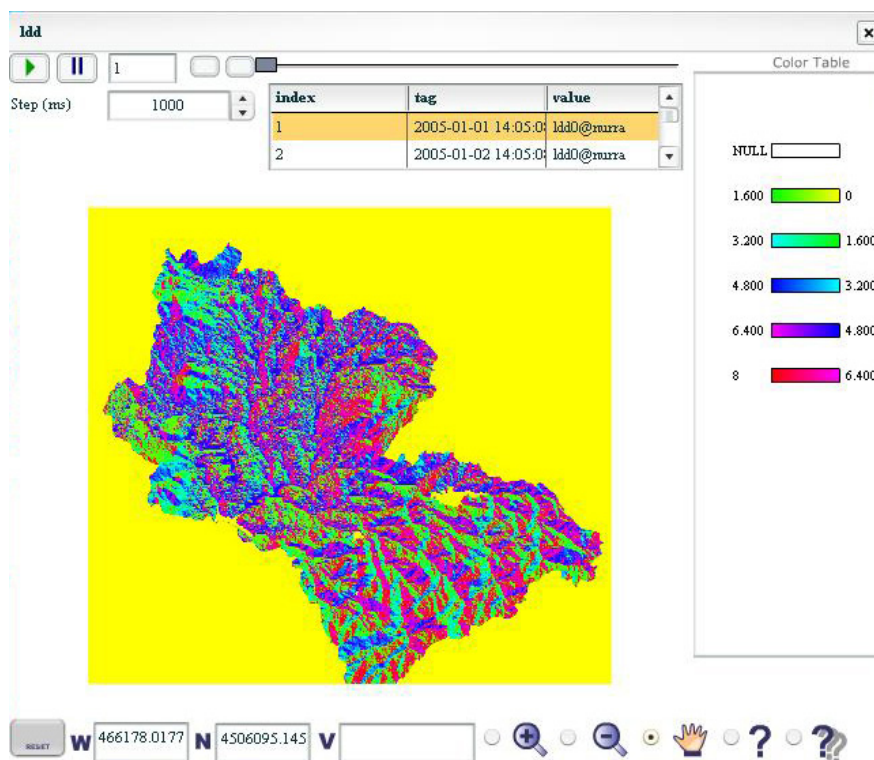 ldd
1
Color Table
Step (ms) 1000
index tag value
1 2005-01-01 14:05:0 ldd0@nurra
2 2005-01-02 14:05:0 ldd0@nurra
NULL
1.600 0
3.200 1.600
4.800 3.200
6.400 4.800
8 6.400
RESET W 466178.0177 N 4506095.145 V